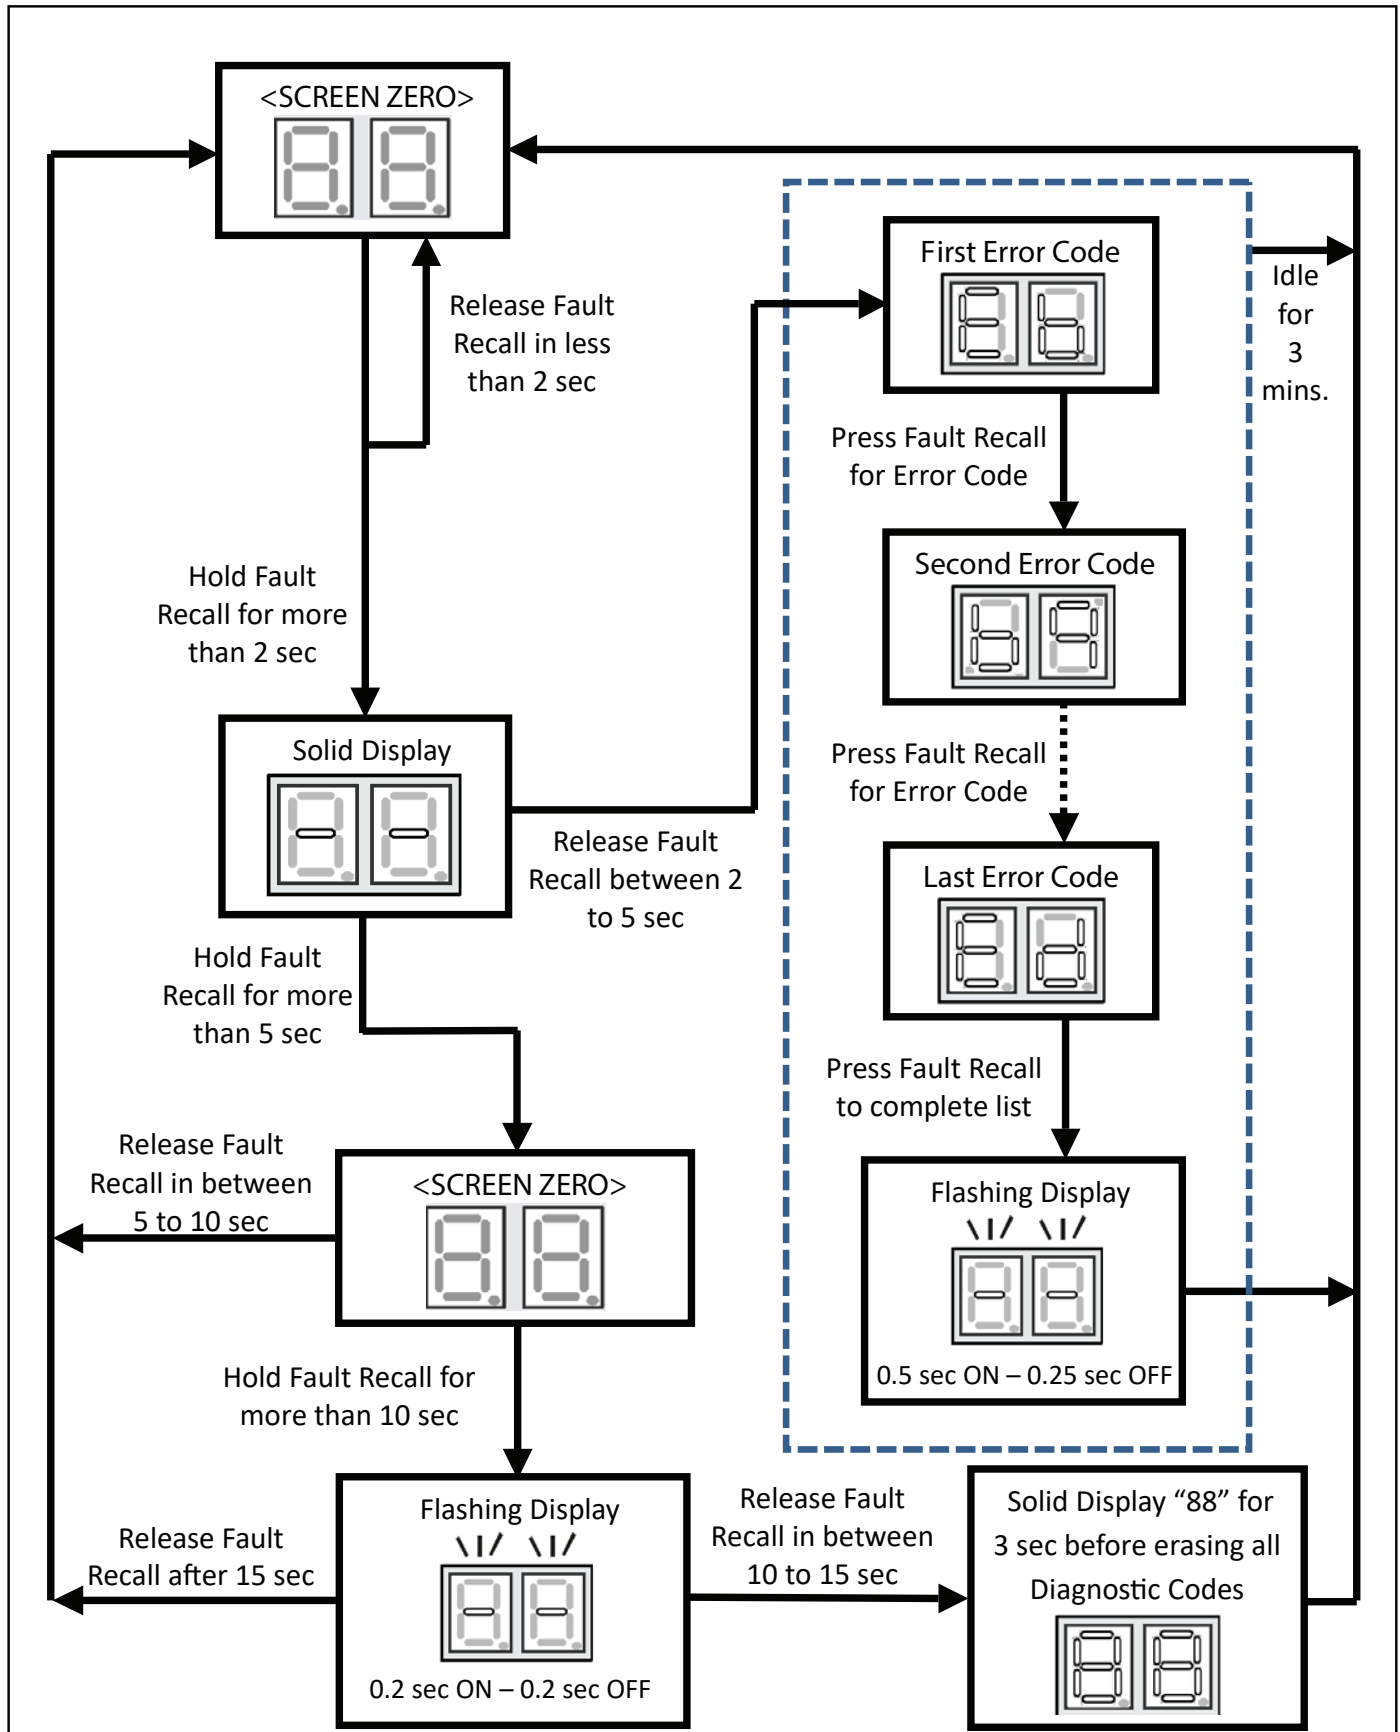 <SCREEN ZERO>
Release Fault
Recall in less
than 2 sec
Hold Fault
Recall for more
than 2 sec
Solid Display
- -
Release Fault
Recall between 2
to 5 sec
First Error Code
E b
Press Fault Recall
for Error Code
Second Error Code
Press Fault Recall
for Error Code
Last Error Code
E d
Press Fault Recall
to complete list
Flashing Display
- -
0.5 sec ON – 0.25 sec OFF
Idle
for
3
mins.
Hold Fault
Recall for more
than 5 sec
<SCREEN ZERO>
Release Fault
Recall in between
5 to 10 sec
Hold Fault Recall for
more than 10 sec
Flashing Display
- -
0.2 sec ON – 0.2 sec OFF
Release Fault
Recall after 15 sec
Release Fault
Recall in between
10 to 15 sec
Solid Display “88” for
3 sec before erasing all
Diagnostic Codes
88